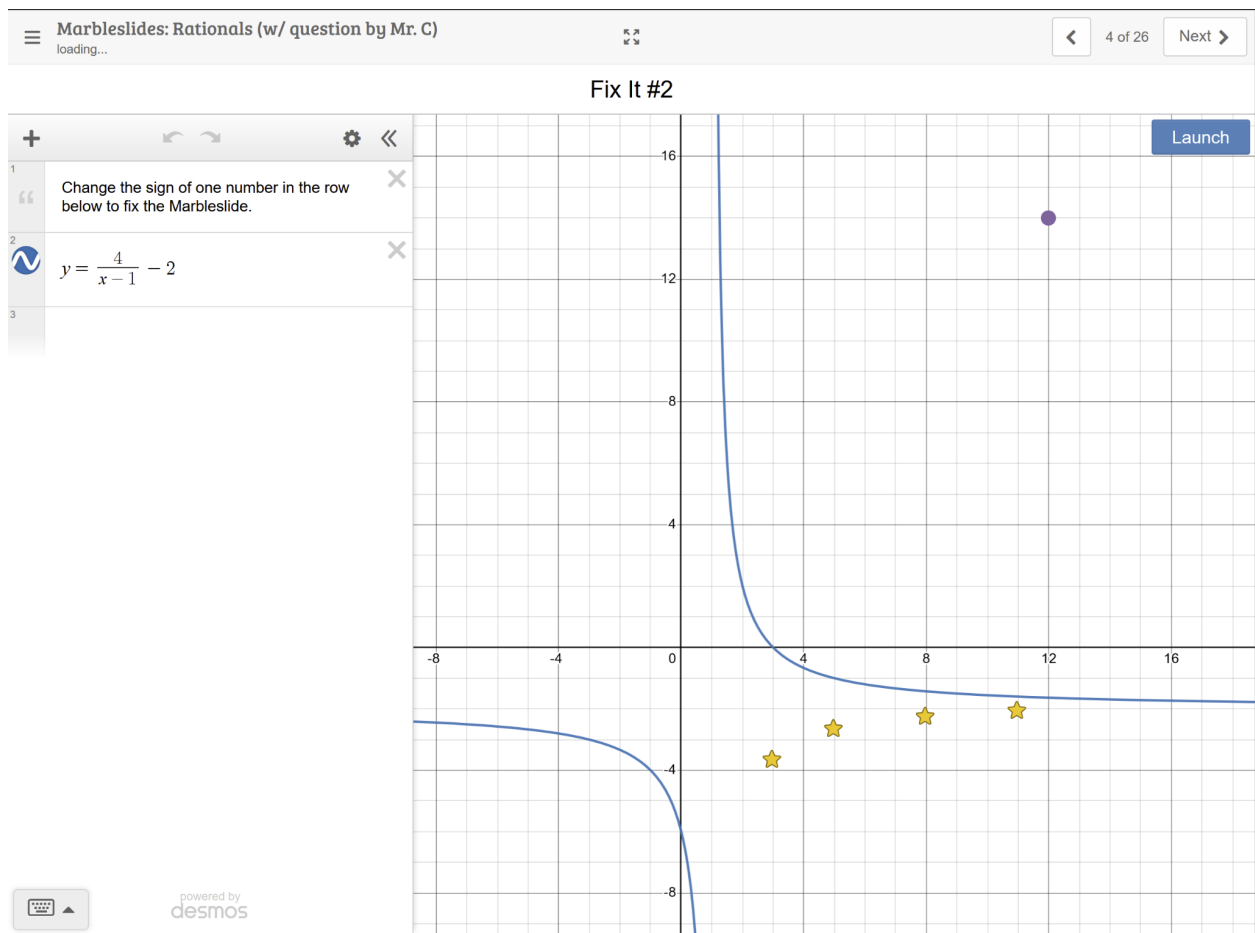 Marbleslides: Rationals (w/ question by Mr. C)
loading...
4 of 26
Next
Fix It #2
Launch
1
Change the sign of one number in the row
below to fix the Marbleslide.
2
y = 4/(x − 1) − 2
3
16
12
8
4
-8
-4
0
4
8
12
16
-4
-8
powered by
desmos